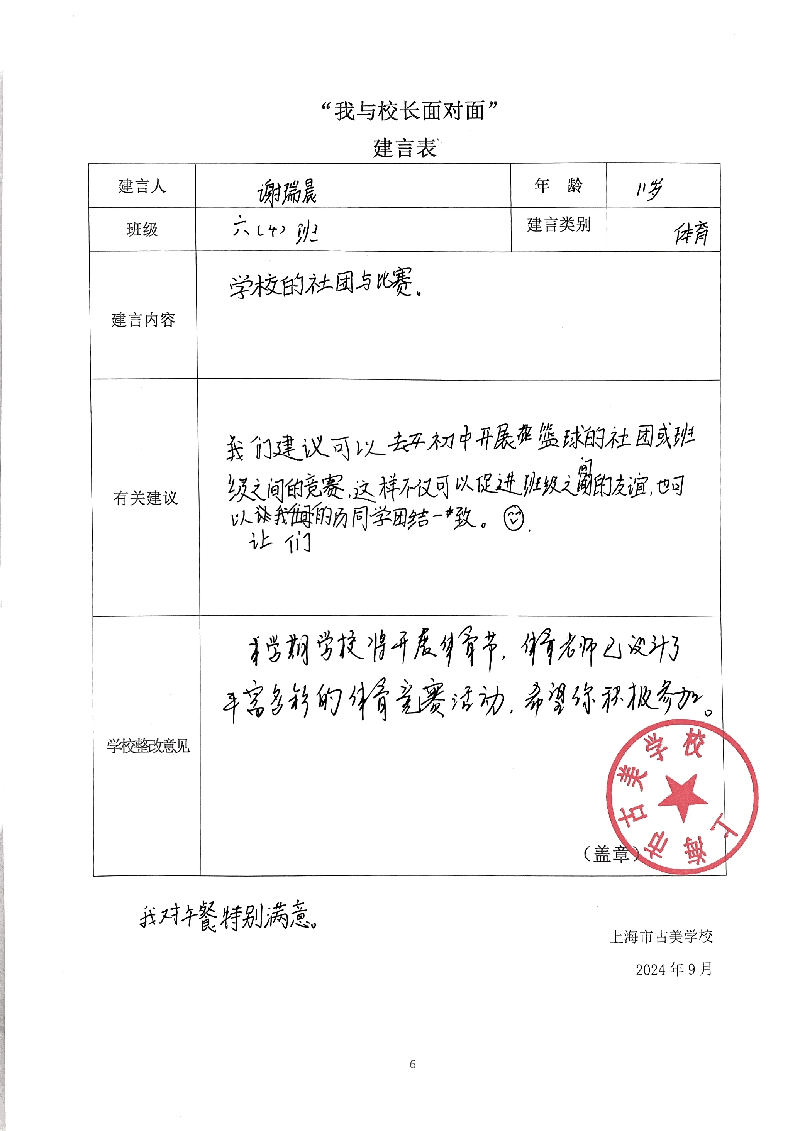 “我与校长面对面”
建言表
建言人 谢瑞晨 年 龄 11岁
班级 六(4)班 建言类别 体育
建言内容 学校的社团与比赛。
有关建议
我们建议可以去开初中开展 篮球的社团或班
级之间的竞赛,这样不仅可以促进班级之间的友谊,也可
以让我们的历同学团结一致。
让 们
学校整改意见
本学期学校将开展体育节,体育老师已设计了
丰富多彩的体育竞赛活动,希望你积极参加。
(盖章)
上海市古美学校
我对午餐特别满意。
上海市古美学校
2024年9月
6